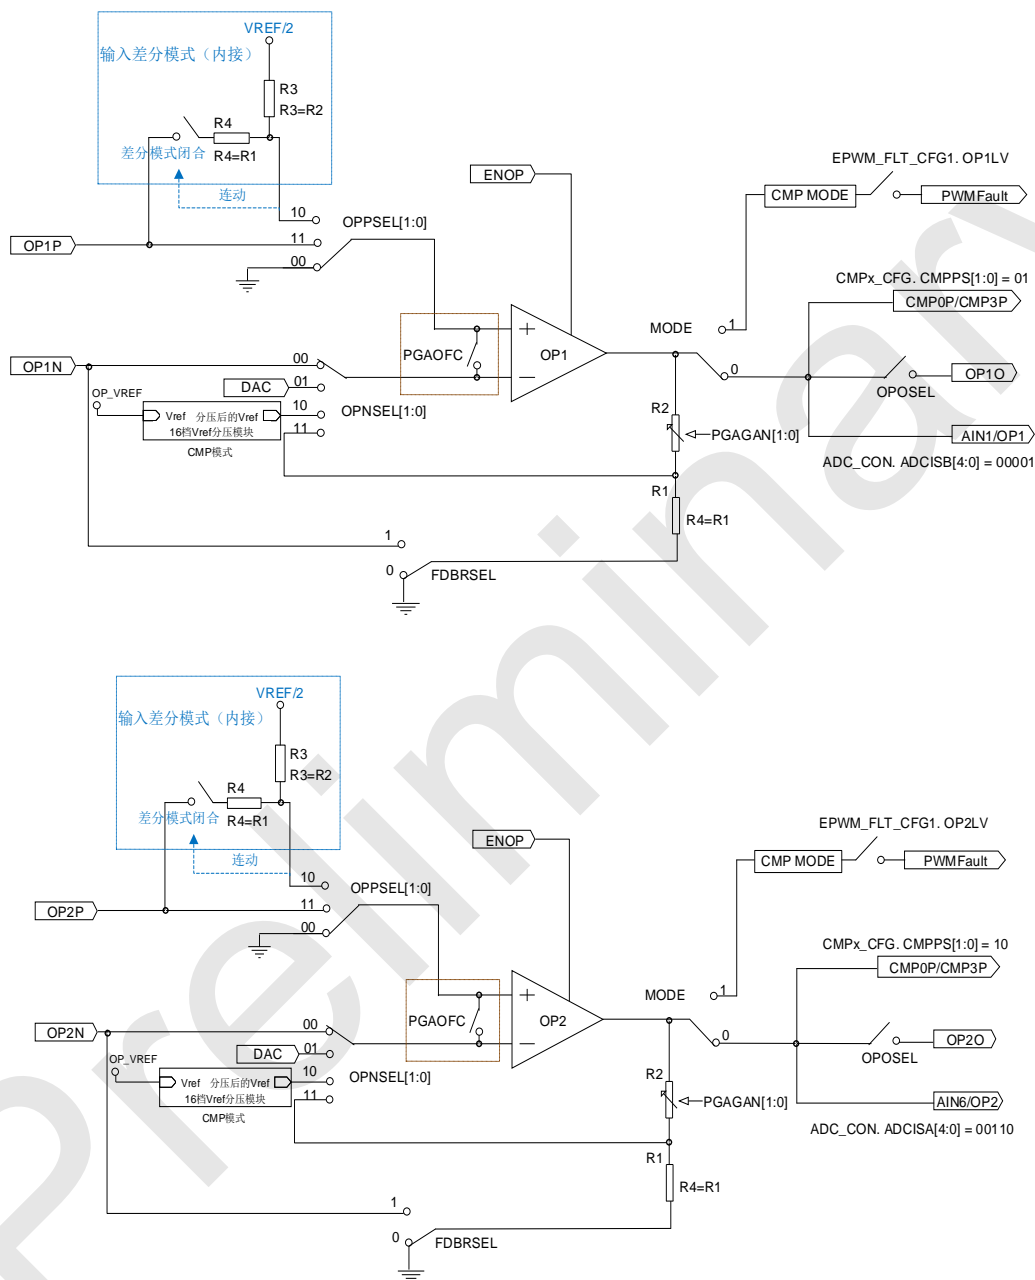 VREF/2
输入差分模式（内接）
R3
R3=R2
R4
差分模式闭合
R4=R1
连动
EPWM_FLT_CFG1. OP1LV
ENOP
CMP MODE
PWMFault
10
OPPSEL[1:0]
OP1P
11
00
CMPx_CFG. CMPPS[1:0] = 01
CMP0P/CMP3P
MODE
1
PGAOFC
+
−
OP1
OP1N
00
0
DAC
01
OP1O
OPOSEL
OP_VREF
Vref 分压后的Vref
10
OPNSEL[1:0]
R2
16档Vref分压模块
11
PGAGAN[1:0]
AIN1/OP1
CMP模式
ADC_CON. ADCISB[4:0] = 00001
R1
R4=R1
1
0
FDBRSEL
VREF/2
输入差分模式（内接）
R3
R3=R2
R4
差分模式闭合
R4=R1
连动
EPWM_FLT_CFG1. OP2LV
ENOP
CMP MODE
PWMFault
10
OPPSEL[1:0]
OP2P
11
00
CMPx_CFG. CMPPS[1:0] = 10
CMP0P/CMP3P
MODE
1
PGAOFC
+
−
OP2
OP2N
00
0
DAC
01
OP2O
OPOSEL
OP_VREF
Vref 分压后的Vref
10
OPNSEL[1:0]
R2
16档Vref分压模块
11
PGAGAN[1:0]
AIN6/OP2
CMP模式
ADC_CON. ADCISA[4:0] = 00110
R1
R4=R1
1
0
FDBRSEL
Preliminary